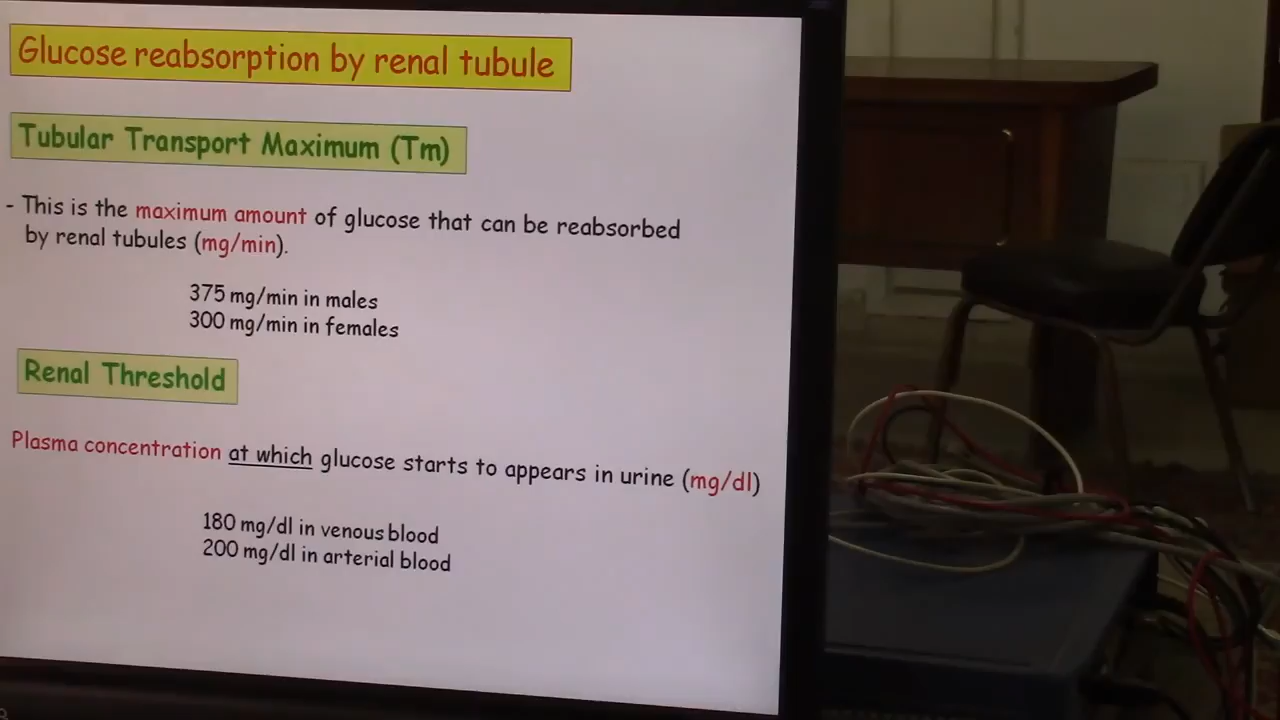 Glucose reabsorption by renal tubule
Tubular Transport Maximum (Tm)
- This is the maximum amount of glucose that can be reabsorbed
by renal tubules (mg/min).
375 mg/min in males
300 mg/min in females
Renal Threshold
Plasma concentration at which glucose starts to appears in urine (mg/dl)
180 mg/dl in venous blood
200 mg/dl in arterial blood